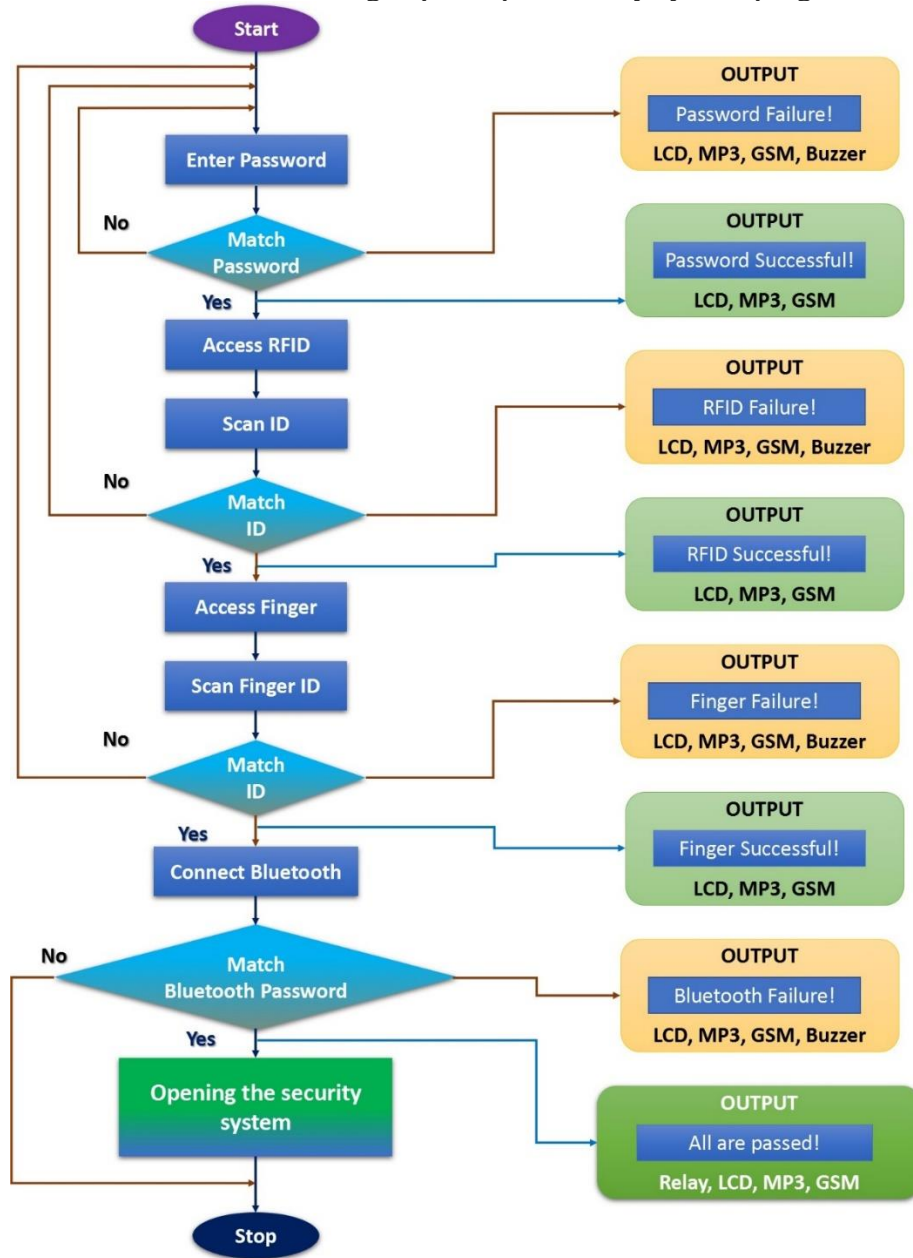 Start
OUTPUT
Password Failure!
LCD, MP3, GSM, Buzzer
Enter Password
No
Match
Password
OUTPUT
Password Successful!
LCD, MP3, GSM
Yes
Access RFID
OUTPUT
RFID Failure!
LCD, MP3, GSM, Buzzer
Scan ID
No
Match
ID
OUTPUT
RFID Successful!
LCD, MP3, GSM
Yes
Access Finger
OUTPUT
Finger Failure!
LCD, MP3, GSM, Buzzer
Scan Finger ID
No
Match
ID
OUTPUT
Finger Successful!
LCD, MP3, GSM
Yes
Connect Bluetooth
OUTPUT
Bluetooth Failure!
LCD, MP3, GSM, Buzzer
No
Match
Bluetooth Password
Yes
Opening the security
system
OUTPUT
All are passed!
Relay, LCD, MP3, GSM
Stop